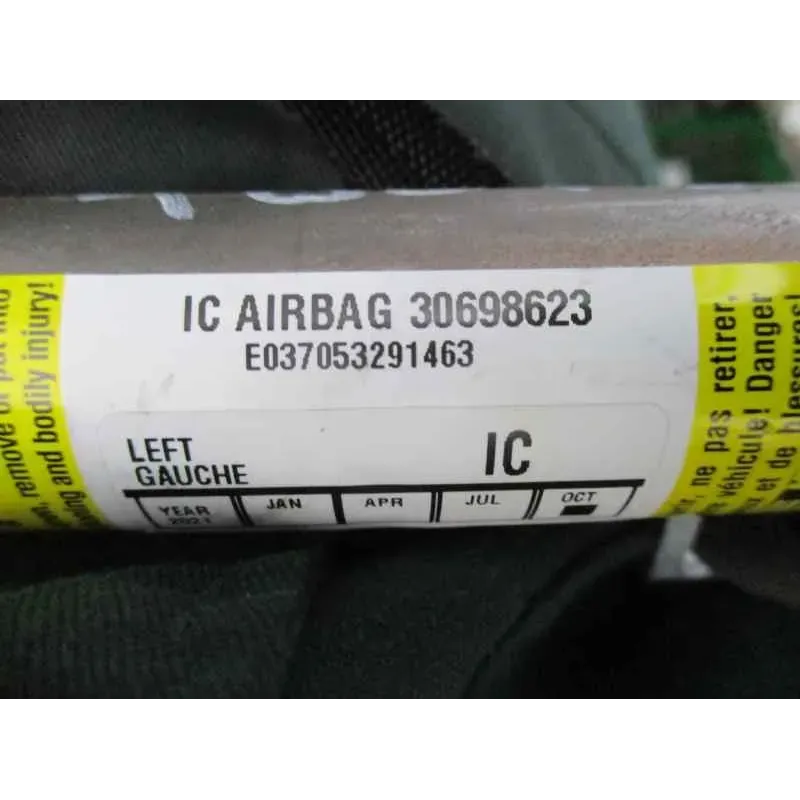 IC AIRBAG 30698623
E037053291463
LEFT
GAUCHE
IC
YEAR JAN APR JUL OCT
2021
remove or put into
and bodily injury!
ne pas retirer,
véhicule! Danger
et de blessures!